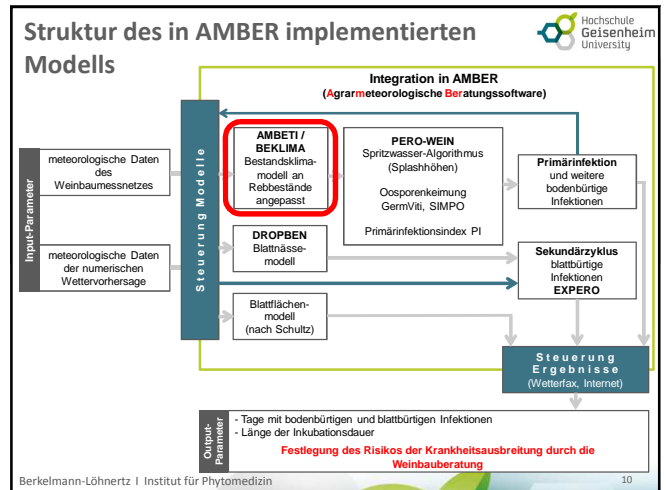 Struktur des in AMBER implementierten
Modells
Hochschule
Geisenheim
University
Integration in AMBER
(Agrarmeteorologische Beratungssoftware)
Input-Parameter
meteorologische Daten
des
Weinbaumessnetzes
meteorologische Daten
der numerischen
Wettervorhersage
Steuerung Modelle
AMBETI /
BEKLIMA
Bestandsklima-
modell an
Rebbestände
angepasst
PERO-WEIN
Spritzwasser-Algorithmus
(Splashhöhen)
Oosporenkeimung
GermViti, SIMPO
Primärinfektionsindex PI
Primärinfektion
und weitere
bodenbürtige
Infektionen
DROPBEN
Blattnässe-
modell
Sekundärzyklus
blattbürtige
Infektionen
EXPERO
Blattflächen-
modell
(nach Schultz)
Steuerung
Ergebnisse
(Wetterfax, Internet)
Output-
Parameter
- Tage mit bodenbürtigen und blattbürtigen Infektionen
- Länge der Inkubationsdauer
Festlegung des Risikos der Krankheitsausbreitung durch die
Weinbauberatung
Berkelmann-Löhnertz I Institut für Phytomedizin
10